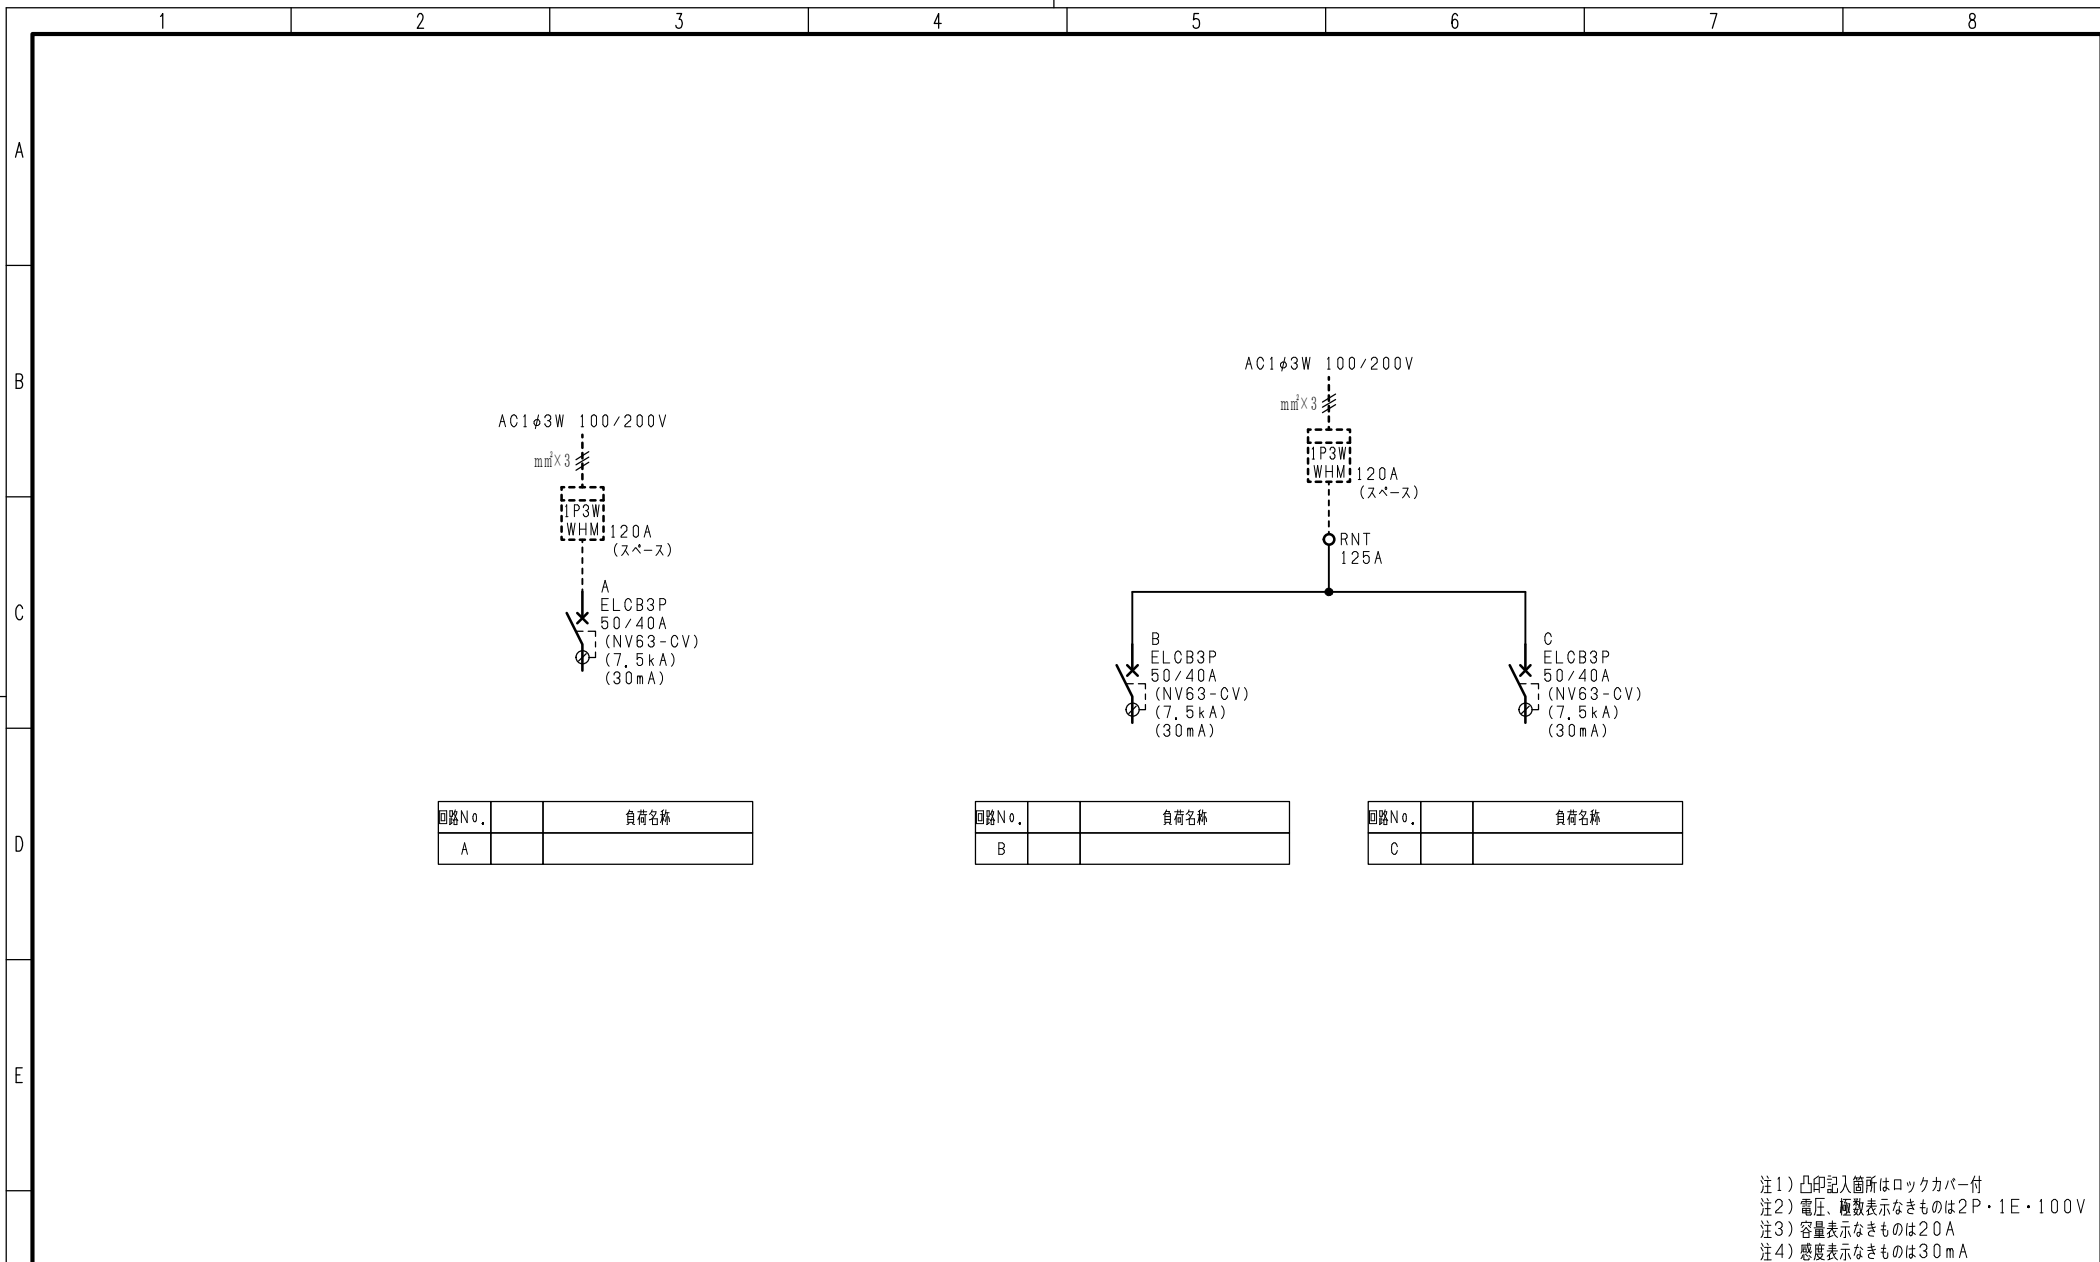 1 2 3 4 5 6 7 8
A
B
C
D
E
AC1φ3W 100/200V
mm²×3
1P3W
WHM
120A
(スペース)
A
ELCB3P
50/40A
(NV63-CV)
(7.5kA)
(30mA)
AC1φ3W 100/200V
mm²×3
1P3W
WHM
120A
(スペース)
RNT
125A
B
ELCB3P
50/40A
(NV63-CV)
(7.5kA)
(30mA)
C
ELCB3P
50/40A
(NV63-CV)
(7.5kA)
(30mA)
回路No. 負荷名称
A
回路No. 負荷名称
B
回路No. 負荷名称
C
注1)凸印記入箇所はロックカバー付
注2)電圧、極数表示なきものは2P・1E・100V
注3)容量表示なきものは20A
注4)感度表示なきものは30mA